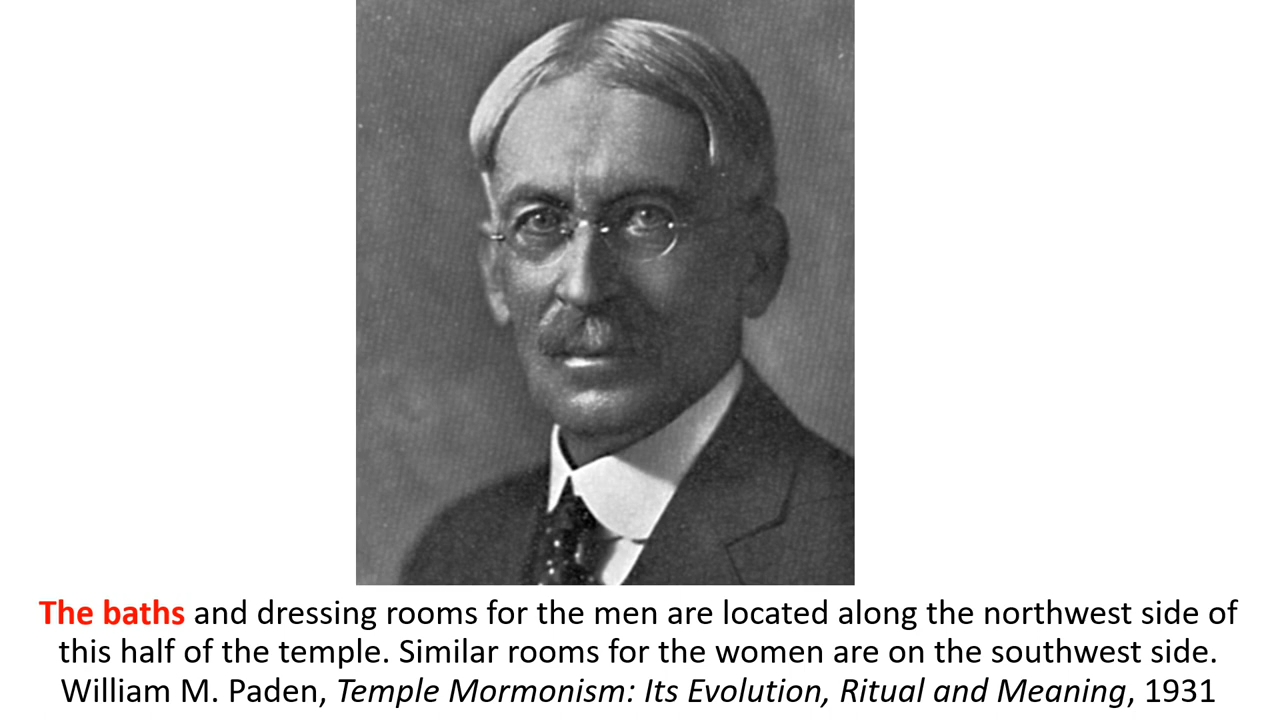 The baths and dressing rooms for the men are located along the northwest side of
this half of the temple. Similar rooms for the women are on the southwest side.
William M. Paden, Temple Mormonism: Its Evolution, Ritual and Meaning, 1931